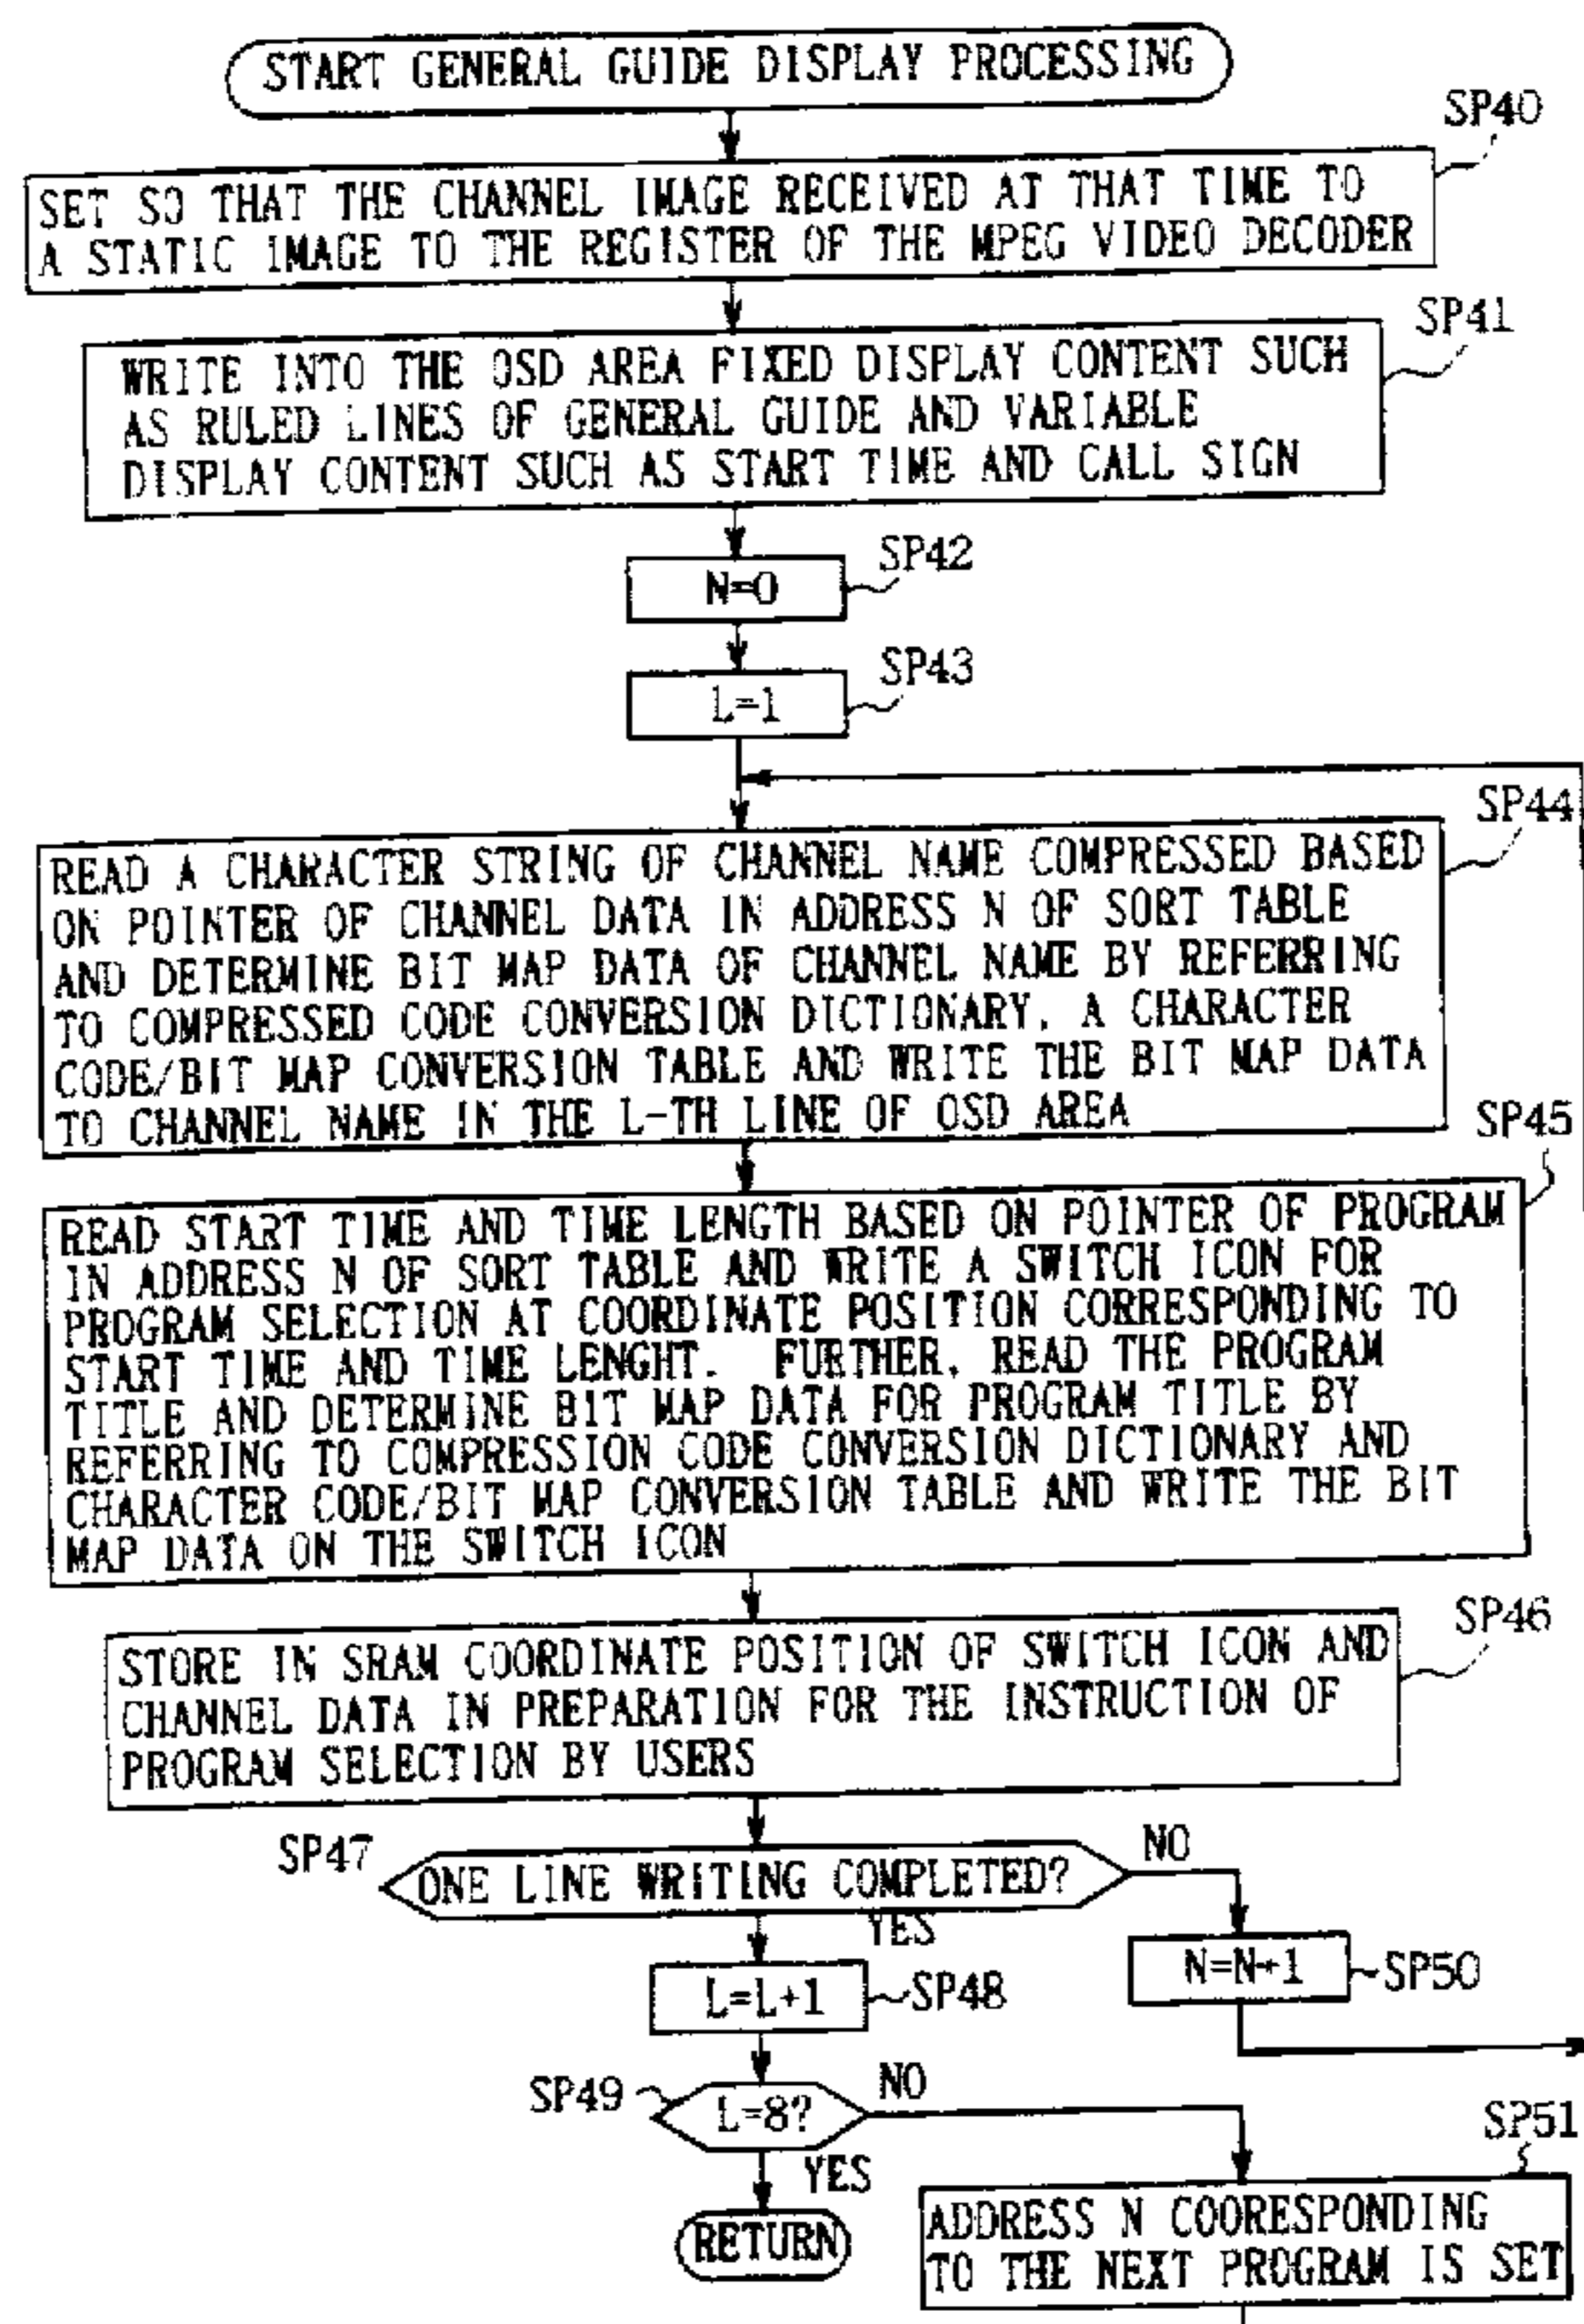 START GENERAL GUIDE DISPLAY PROCESSING
SP40
SET SO THAT THE CHANNEL IMAGE RECEIVED AT THAT TIME TO
A STATIC IMAGE TO THE REGISTER OF THE MPEG VIDEO DECODER
SP41
WRITE INTO THE OSD AREA FIXED DISPLAY CONTENT SUCH
AS RULED LINES OF GENERAL GUIDE AND VARIABLE
DISPLAY CONTENT SUCH AS START TIME AND CALL SIGN
SP42
N=0
SP43
L=1
SP44
READ A CHARACTER STRING OF CHANNEL NAME COMPRESSED BASED
ON POINTER OF CHANNEL DATA IN ADDRESS N OF SORT TABLE
AND DETERMINE BIT MAP DATA OF CHANNEL NAME BY REFERRING
TO COMPRESSED CODE CONVERSION DICTIONARY, A CHARACTER
CODE/BIT MAP CONVERSION TABLE AND WRITE THE BIT MAP DATA
TO CHANNEL NAME IN THE L-TH LINE OF OSD AREA
SP45
READ START TIME AND TIME LENGTH BASED ON POINTER OF PROGRAM
IN ADDRESS N OF SORT TABLE AND WRITE A SWITCH ICON FOR
PROGRAM SELECTION AT COORDINATE POSITION CORRESPONDING TO
START TIME AND TIME LENGHT. FURTHER, READ THE PROGRAM
TITLE AND DETERMINE BIT MAP DATA FOR PROGRAM TITLE BY
REFERRING TO COMPRESSION CODE CONVERSION DICTIONARY AND
CHARACTER CODE/BIT MAP CONVERSION TABLE AND WRITE THE BIT
MAP DATA ON THE SWITCH ICON
SP46
STORE IN SRAM COORDINATE POSITION OF SWITCH ICON AND
CHANNEL DATA IN PREPARATION FOR THE INSTRUCTION OF
PROGRAM SELECTION BY USERS
SP47
ONE LINE WRITING COMPLETED?
NO
YES
N=N+1
SP50
L=L+1
SP48
SP49
L=8?
NO
YES
SP51
RETURN
ADDRESS N COORESPONDING
TO THE NEXT PROGRAM IS SET